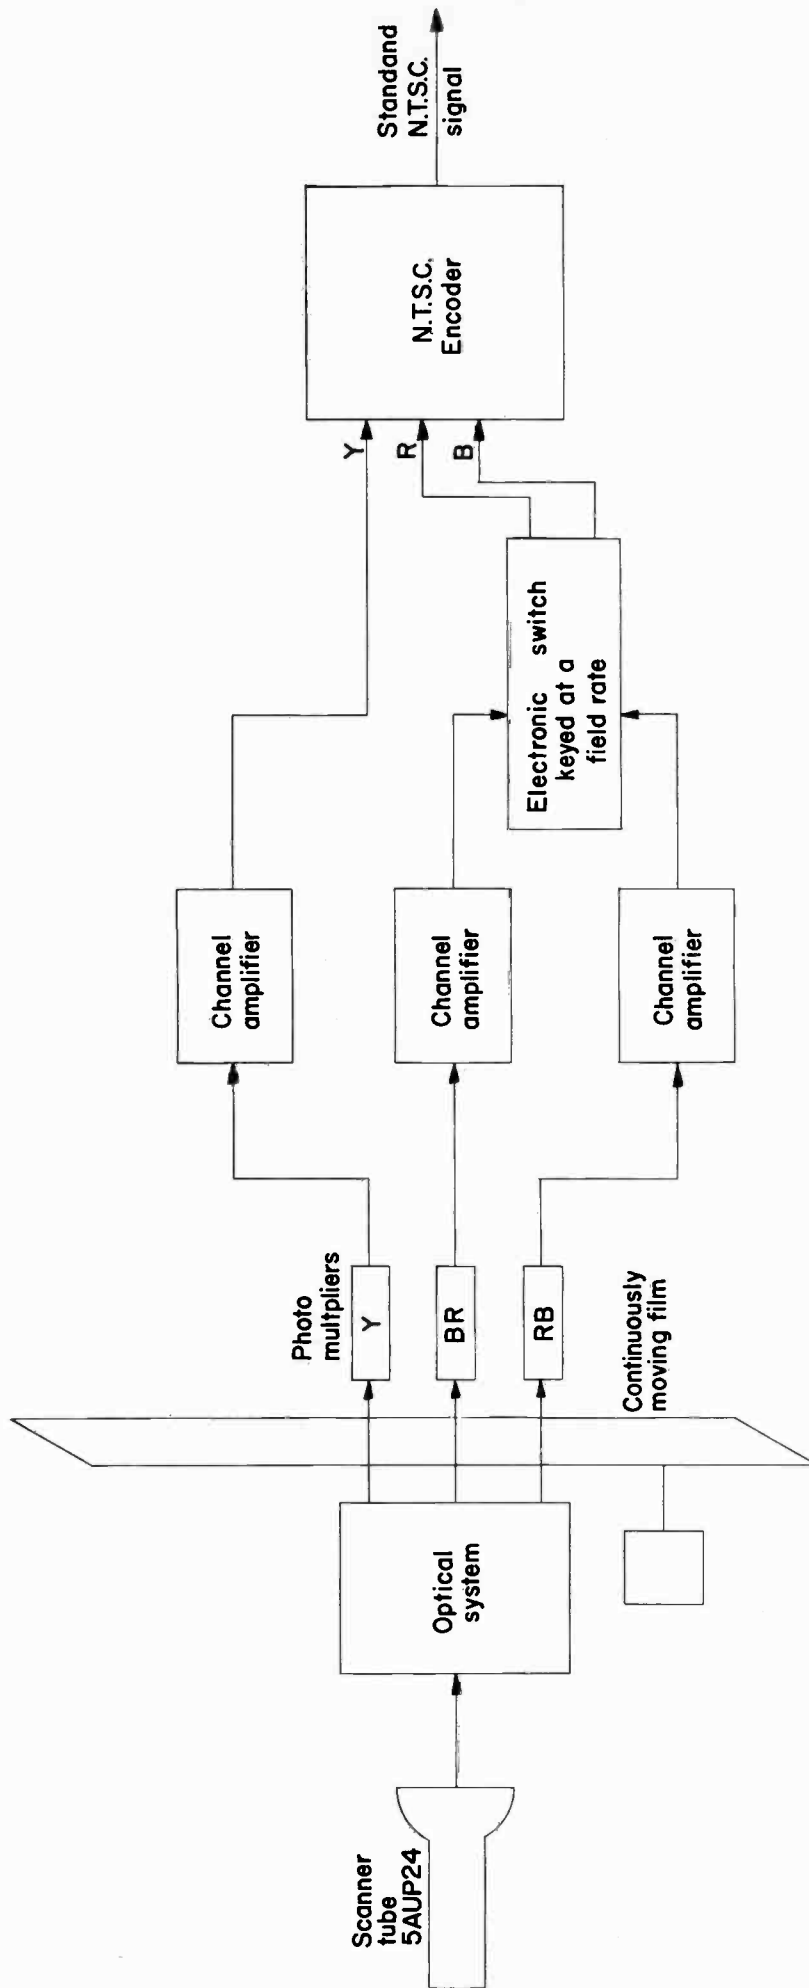 Scanner
tube
5AUP24
Optical
system
Continuously
moving film
Photo
multpliers
Y
BR
RB
Channel
amplifier
Channel
amplifier
Channel
amplifier
Electronic switch
keyed at a
field rate
Y
R
B
N.T.S.C.
Encoder
Standand
N.T.S.C.
signal